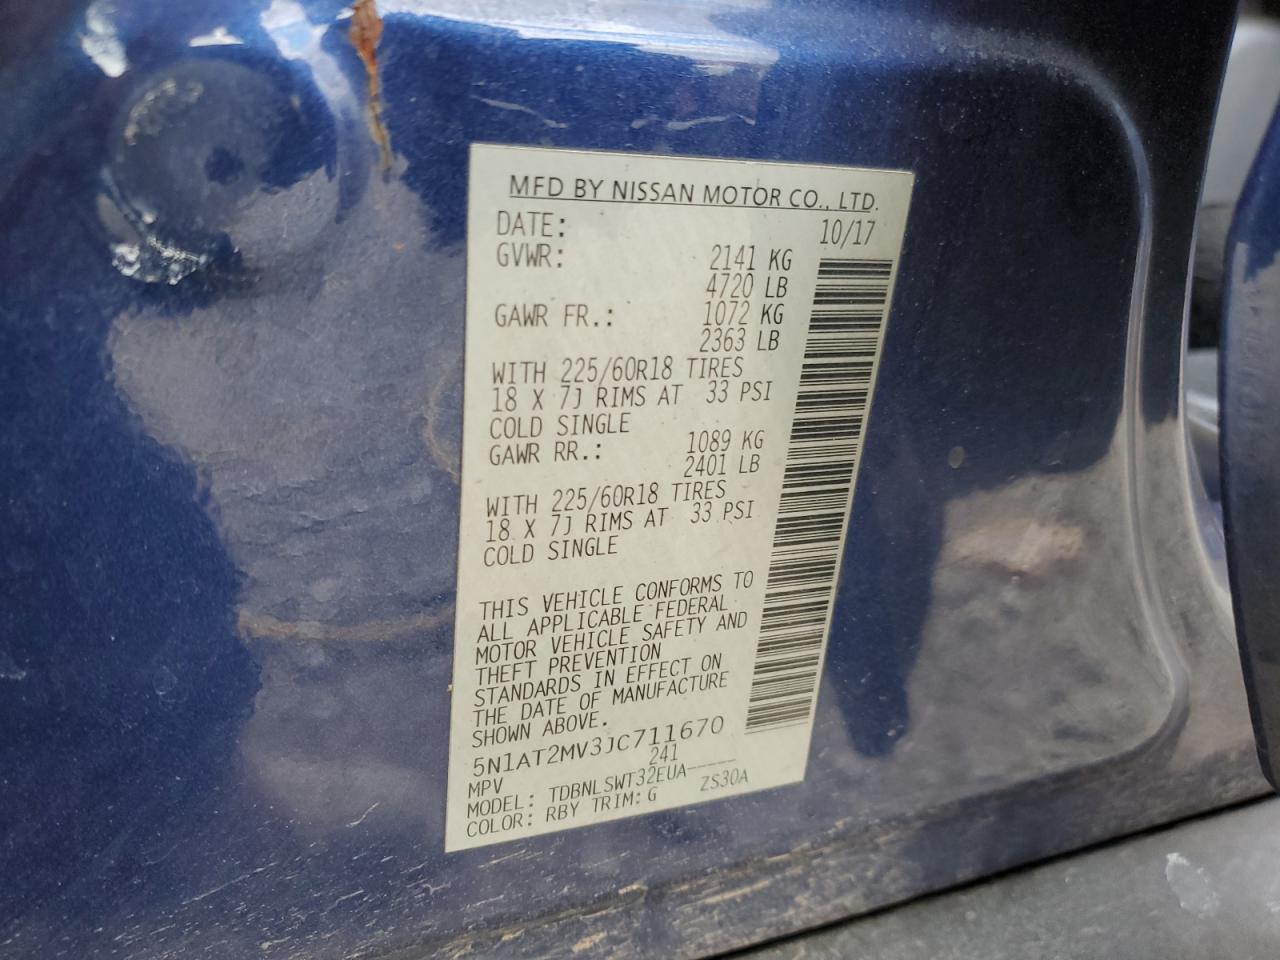 MFD BY NISSAN MOTOR CO., LTD.
DATE: 10/17
GVWR: 2141 KG
4720 LB
GAWR FR.: 1072 KG
2363 LB
WITH 225/60R18 TIRES
18 X 7J RIMS AT 33 PSI
COLD SINGLE
GAWR RR.: 1089 KG
2401 LB
WITH 225/60R18 TIRES
18 X 7J RIMS AT 33 PSI
COLD SINGLE
THIS VEHICLE CONFORMS TO
ALL APPLICABLE FEDERAL
MOTOR VEHICLE SAFETY AND
THEFT PREVENTION
STANDARDS IN EFFECT ON
THE DATE OF MANUFACTURE
SHOWN ABOVE.
5N1AT2MV3JC711670
MPV 241
MODEL: TDBNLSWT32EUA-----
COLOR: RBY TRIM: G ZS30A